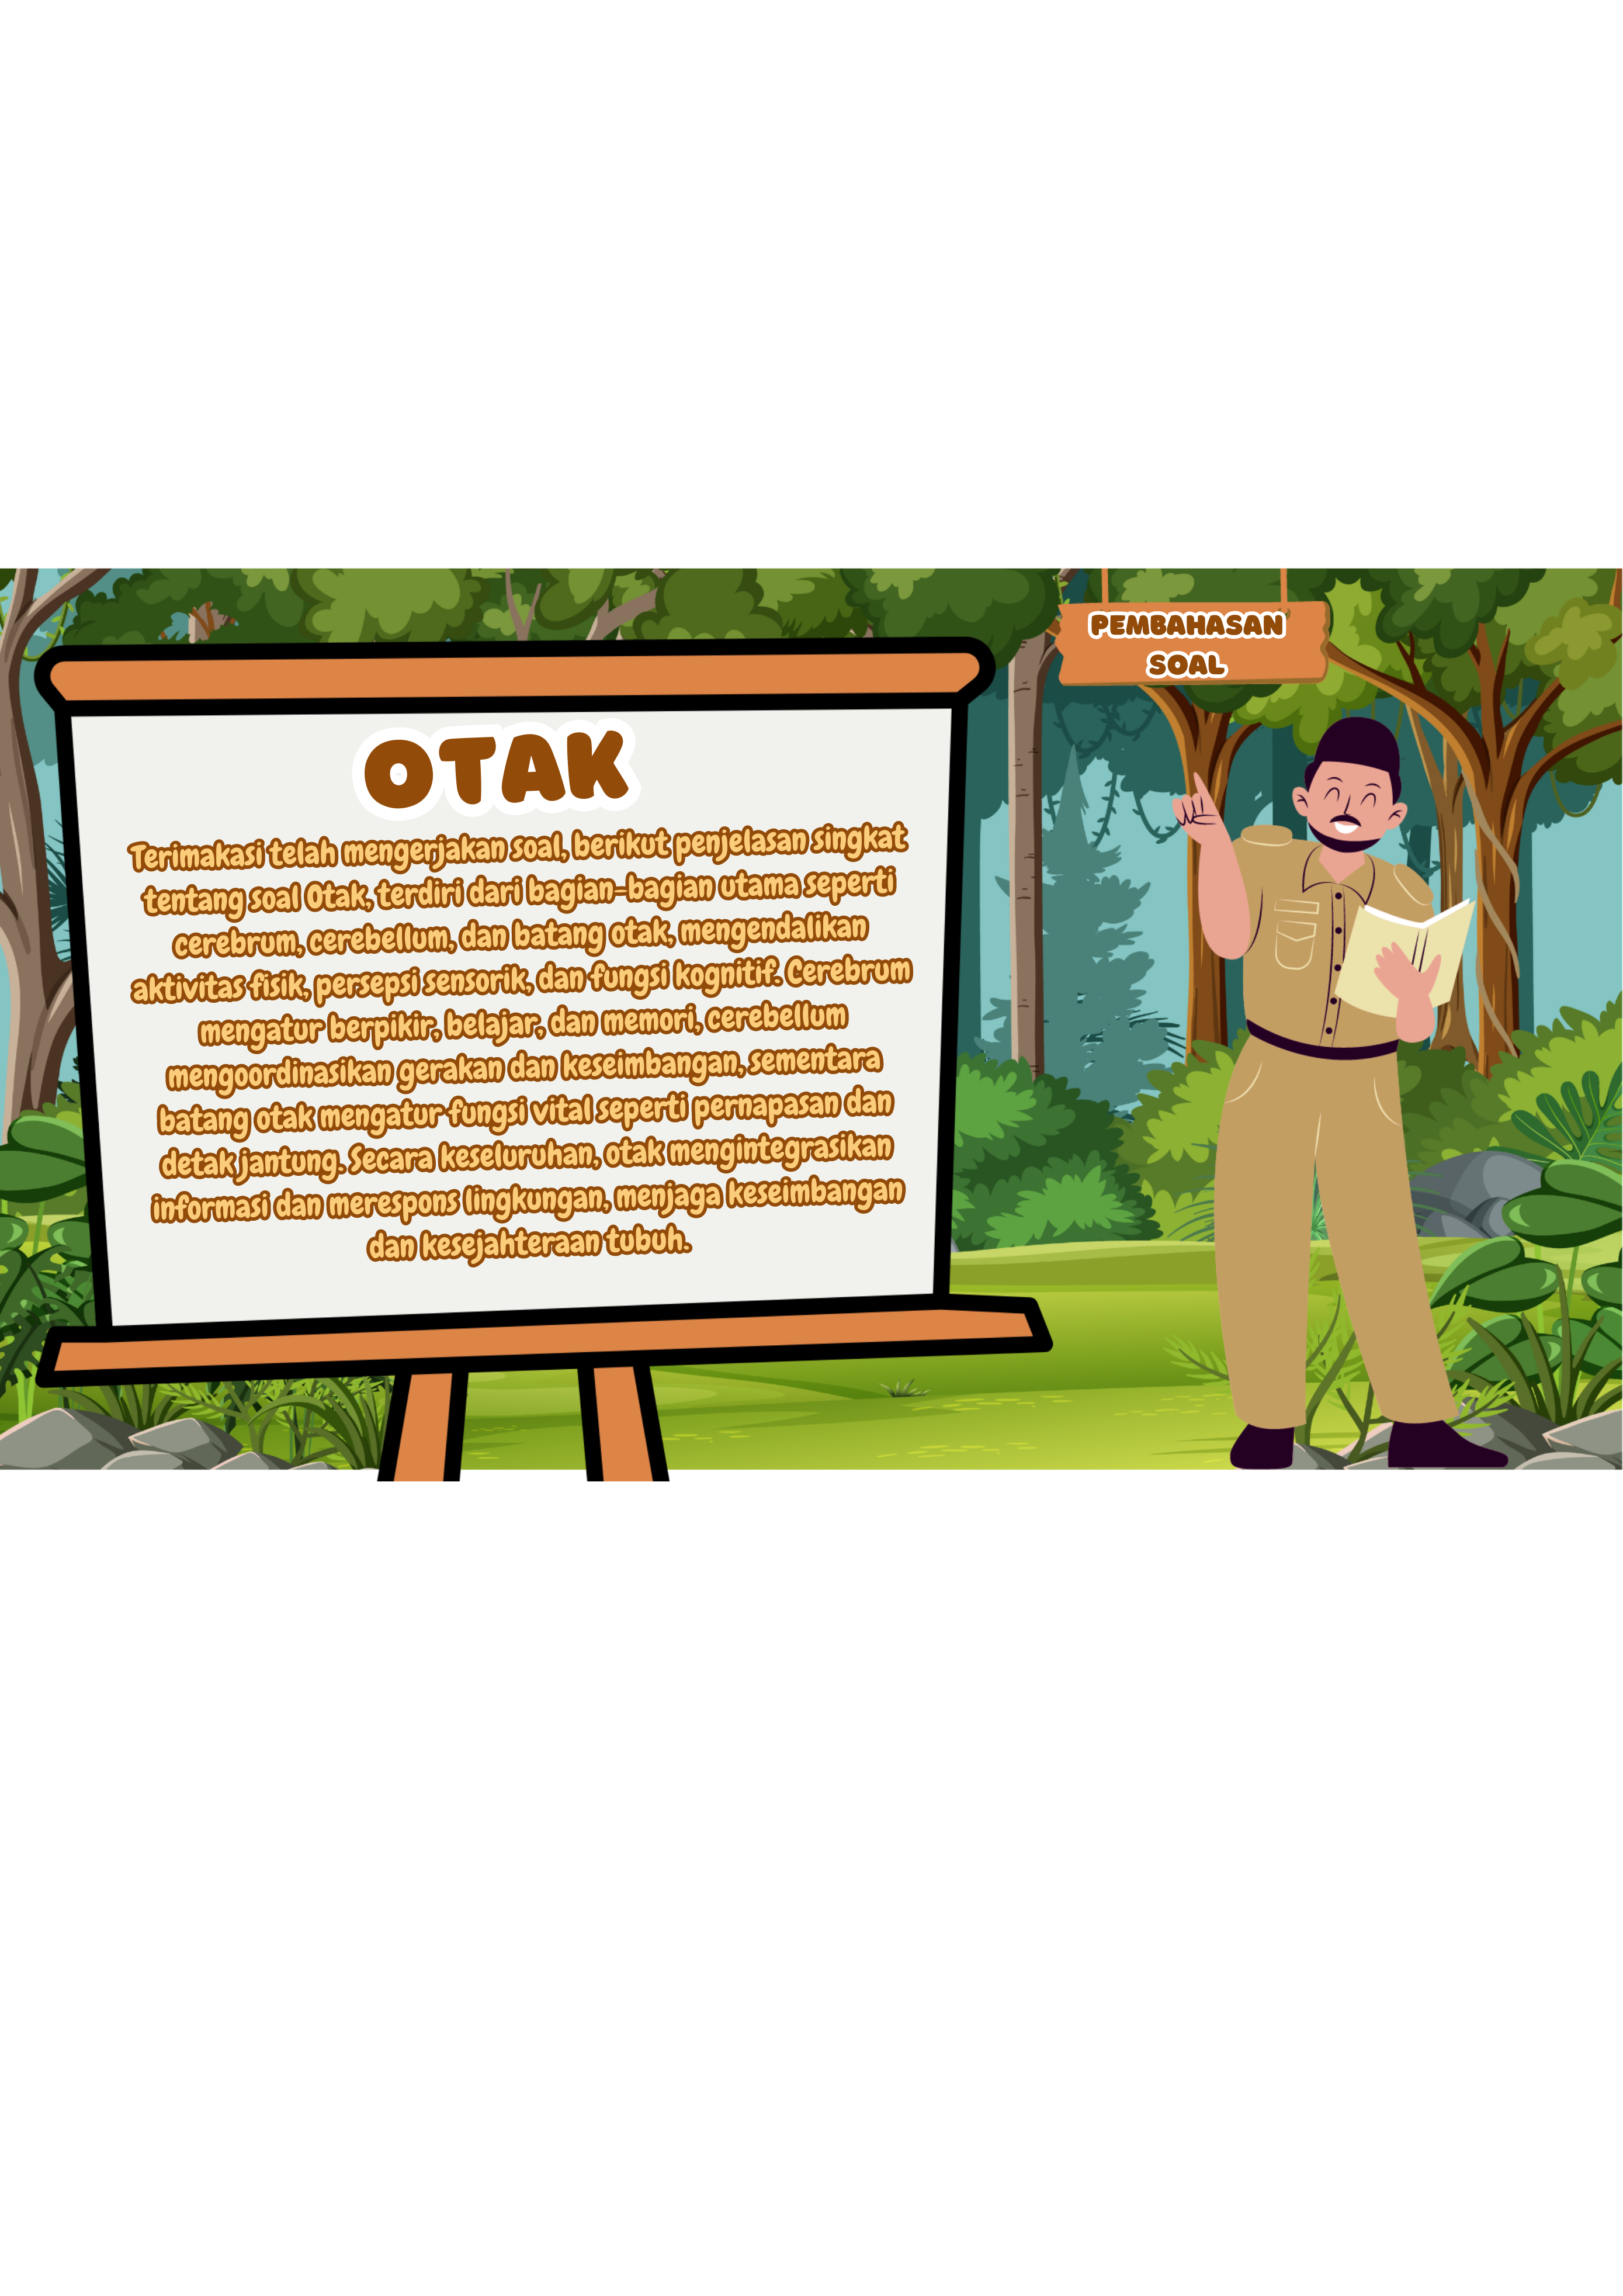 PEMBAHASAN
SOAL
OTAK
Terimakasi telah mengerjakan soal, berikut penjelasan singkat
tentang soal Otak, terdiri dari bagian-bagian utama seperti
cerebrum, cerebellum, dan batang otak, mengendalikan
aktivitas fisik, persepsi sensorik, dan fungsi kognitif. Cerebrum
mengatur berpikir, belajar, dan memori, cerebellum
mengoordinasikan gerakan dan keseimbangan, sementara
batang otak mengatur fungsi vital seperti pernapasan dan
detak jantung. Secara keseluruhan, otak mengintegrasikan
informasi dan merespons lingkungan, menjaga keseimbangan
dan kesejahteraan tubuh.